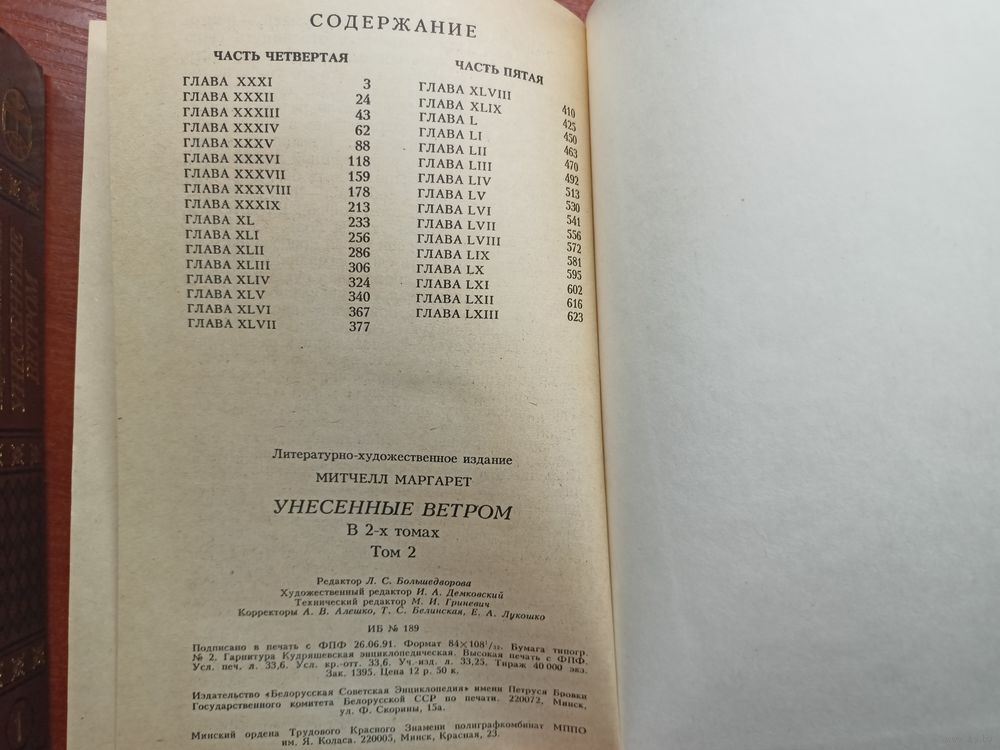 СОДЕРЖАНИЕ
ЧАСТЬ ЧЕТВЕРТАЯ
ГЛАВА XXXI 3
ГЛАВА XXXII 24
ГЛАВА XXXIII 43
ГЛАВА XXXIV 62
ГЛАВА XXXV 88
ГЛАВА XXXVI 118
ГЛАВА XXXVII 159
ГЛАВА XXXVIII 178
ГЛАВА XXXIX 213
ГЛАВА XL 233
ГЛАВА XLI 256
ГЛАВА XLII 286
ГЛАВА XLIII 306
ГЛАВА XLIV 324
ГЛАВА XLV 340
ГЛАВА XLVI 367
ГЛАВА XLVII 377
ЧАСТЬ ПЯТАЯ
ГЛАВА XLVIII 410
ГЛАВА XLIX 425
ГЛАВА L 450
ГЛАВА LI 463
ГЛАВА LII 470
ГЛАВА LIII 492
ГЛАВА LIV 513
ГЛАВА LV 530
ГЛАВА LVI 541
ГЛАВА LVII 556
ГЛАВА LVIII 572
ГЛАВА LIX 581
ГЛАВА LX 595
ГЛАВА LXI 602
ГЛАВА LXII 616
ГЛАВА LXIII 623
Литературно-художественное издание
МИТЧЕЛЛ МАРГАРЕТ
УНЕСЕННЫЕ ВЕТРОМ
В 2-х томах
Том 2
Редактор Л. С. Большедворова
Художественный редактор И. А. Демковский
Технический редактор М. И. Гриневич
Корректоры А. В. Алешко, Т. С. Белинская, Е. А. Лукошко
ИБ № 189
Подписано в печать с ФПФ 26.06.91. Формат 84×108¹/₃₂. Бумага типогр.
№ 2. Гарнитура Кудряшевская энциклопедическая. Высокая печать с ФПФ.
Усл. печ. л. 33,6. Усл. кр.-отт. 33,6. Уч.-изд. л. 33,25. Тираж 40 000 экз.
Зак. 1395. Цена 12 р. 50 к.
Издательство «Белорусская Советская Энциклопедия» имени Петруся Бровки
Государственного комитета Белорусской ССР по печати. 220072, Минск,
ул. Ф. Скорины, 15а.
Минский ордена Трудового Красного Знамени полиграфкомбинат МППО
им. Я. Коласа. 220005, Минск, Красная, 23.
УНЕСЕННЫЕ
ВЕТРОМ